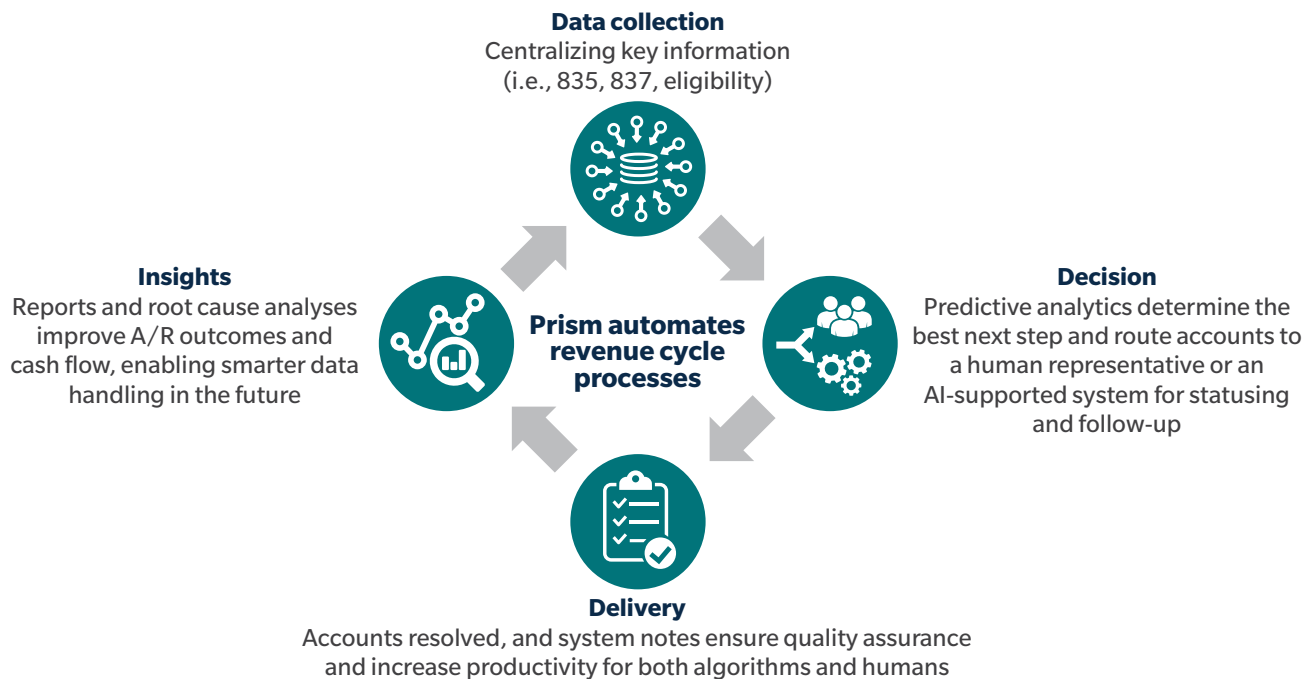 Data collection
Centralizing key information
(i.e., 835, 837, eligibility)
Insights
Reports and root cause analyses
improve A/R outcomes and
cash flow, enabling smarter data
handling in the future
Prism automates
revenue cycle
processes
Decision
Predictive analytics determine the
best next step and route accounts to
a human representative or an
AI-supported system for statusing
and follow-up
Delivery
Accounts resolved, and system notes ensure quality assurance
and increase productivity for both algorithms and humans